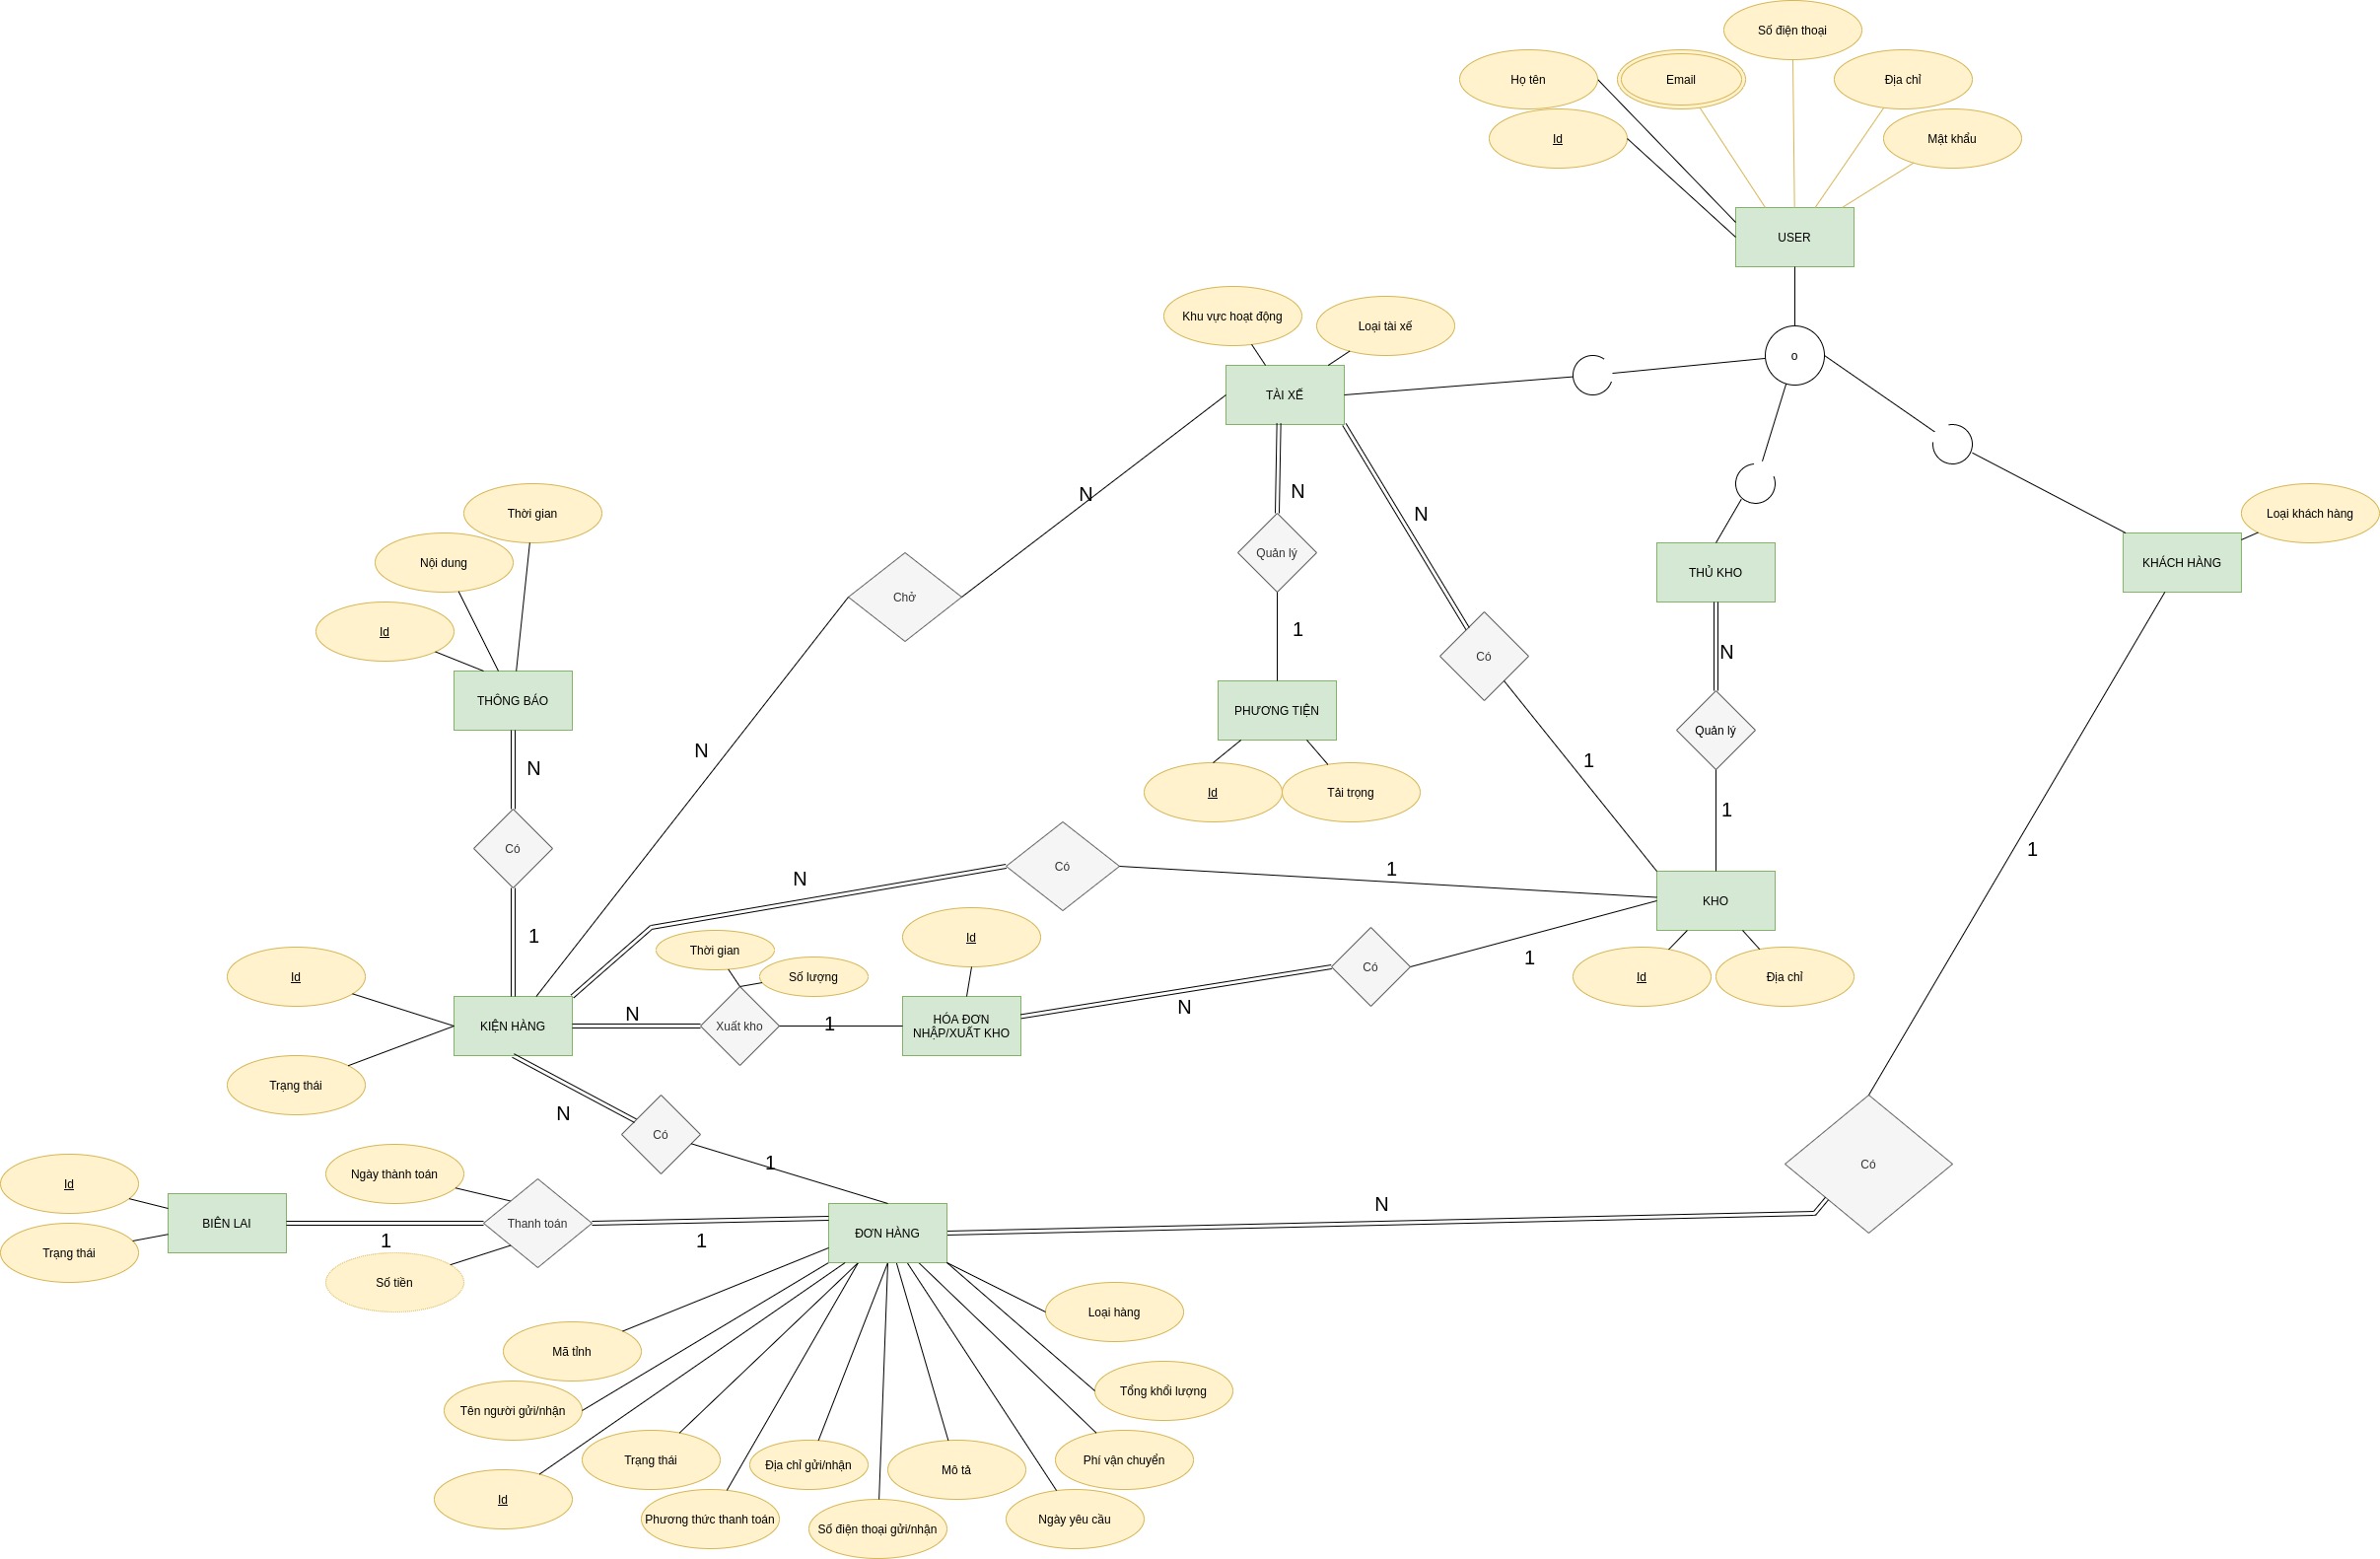 Số điện thoại
Họ tên
Email
Địa chỉ
Id
Mật khẩu
USER
Khu vực hoạt động
Loại tài xế
o
TÀI XẾ
N
N
N
Thời gian
Loại khách hàng
Nội dung
Quản lý
KHÁCH HÀNG
THỦ KHO
Chở
Id
1
N
Có
THÔNG BÁO
PHƯƠNG TIỆN
Quản lý
N
1
N
Id
Tải trọng
1
Có
1
N
Có
1
KHO
1
Id
Thời gian
1
Có
Id
Số lượng
Id
Địa chỉ
N
N
KIỆN HÀNG
Xuất kho
1
HÓA ĐƠN
NHẬP/XUẤT KHO
Trạng thái
N
Có
1
Có
Ngày thành toán
Id
N
BIÊN LAI
Thanh toán
ĐƠN HÀNG
1
1
Trạng thái
Số tiền
Loại hàng
Mã tỉnh
Tổng khối lượng
Tên người gửi/nhận
Trạng thái
Địa chỉ gửi/nhận
Mô tả
Phí vận chuyển
Id
Phương thức thanh toán
Số điện thoại gửi/nhận
Ngày yêu cầu